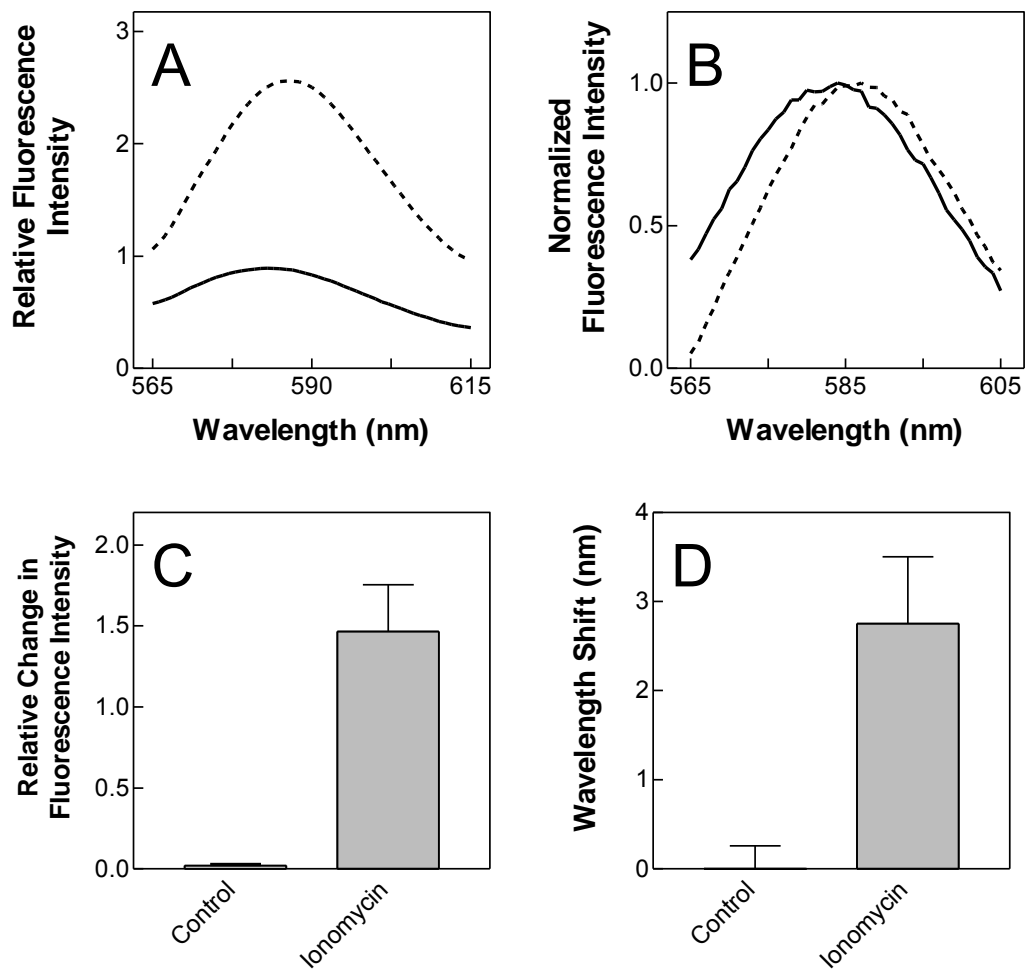 A
Relative Fluorescence
Intensity
3
2
1
0
565
590
615
Wavelength (nm)
B
Normalized
Fluorescence Intensity
1.0
0.5
0.0
565
585
605
Wavelength (nm)
C
Relative Change in
Fluorescence Intensity
2.0
1.5
1.0
0.5
0.0
Control
Ionomycin
D
Wavelength Shift (nm)
4
3
2
1
0
Control
Ionomycin